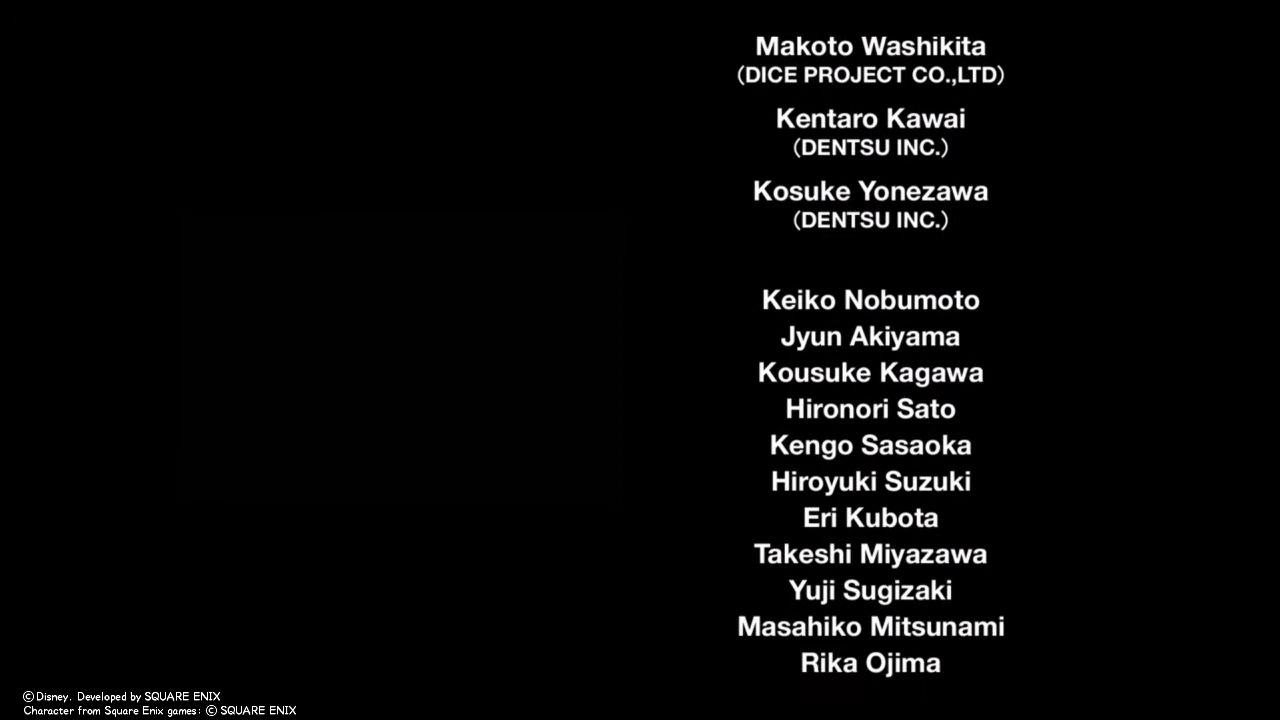 Makoto Washikita
(DICE PROJECT CO.,LTD)
Kentaro Kawai
(DENTSU INC.)
Kosuke Yonezawa
(DENTSU INC.)
Keiko Nobumoto
Jyun Akiyama
Kousuke Kagawa
Hironori Sato
Kengo Sasaoka
Hiroyuki Suzuki
Eri Kubota
Takeshi Miyazawa
Yuji Sugizaki
Masahiko Mitsunami
Rika Ojima
©Disney. Developed by SQUARE ENIX
Character from Square Enix games: © SQUARE ENIX